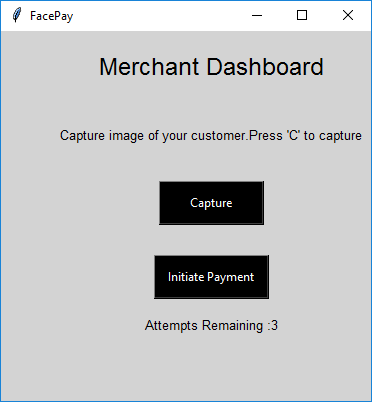 FacePay
Merchant Dashboard
Capture image of your customer.Press 'C' to capture
Capture
Initiate Payment
Attempts Remaining :3